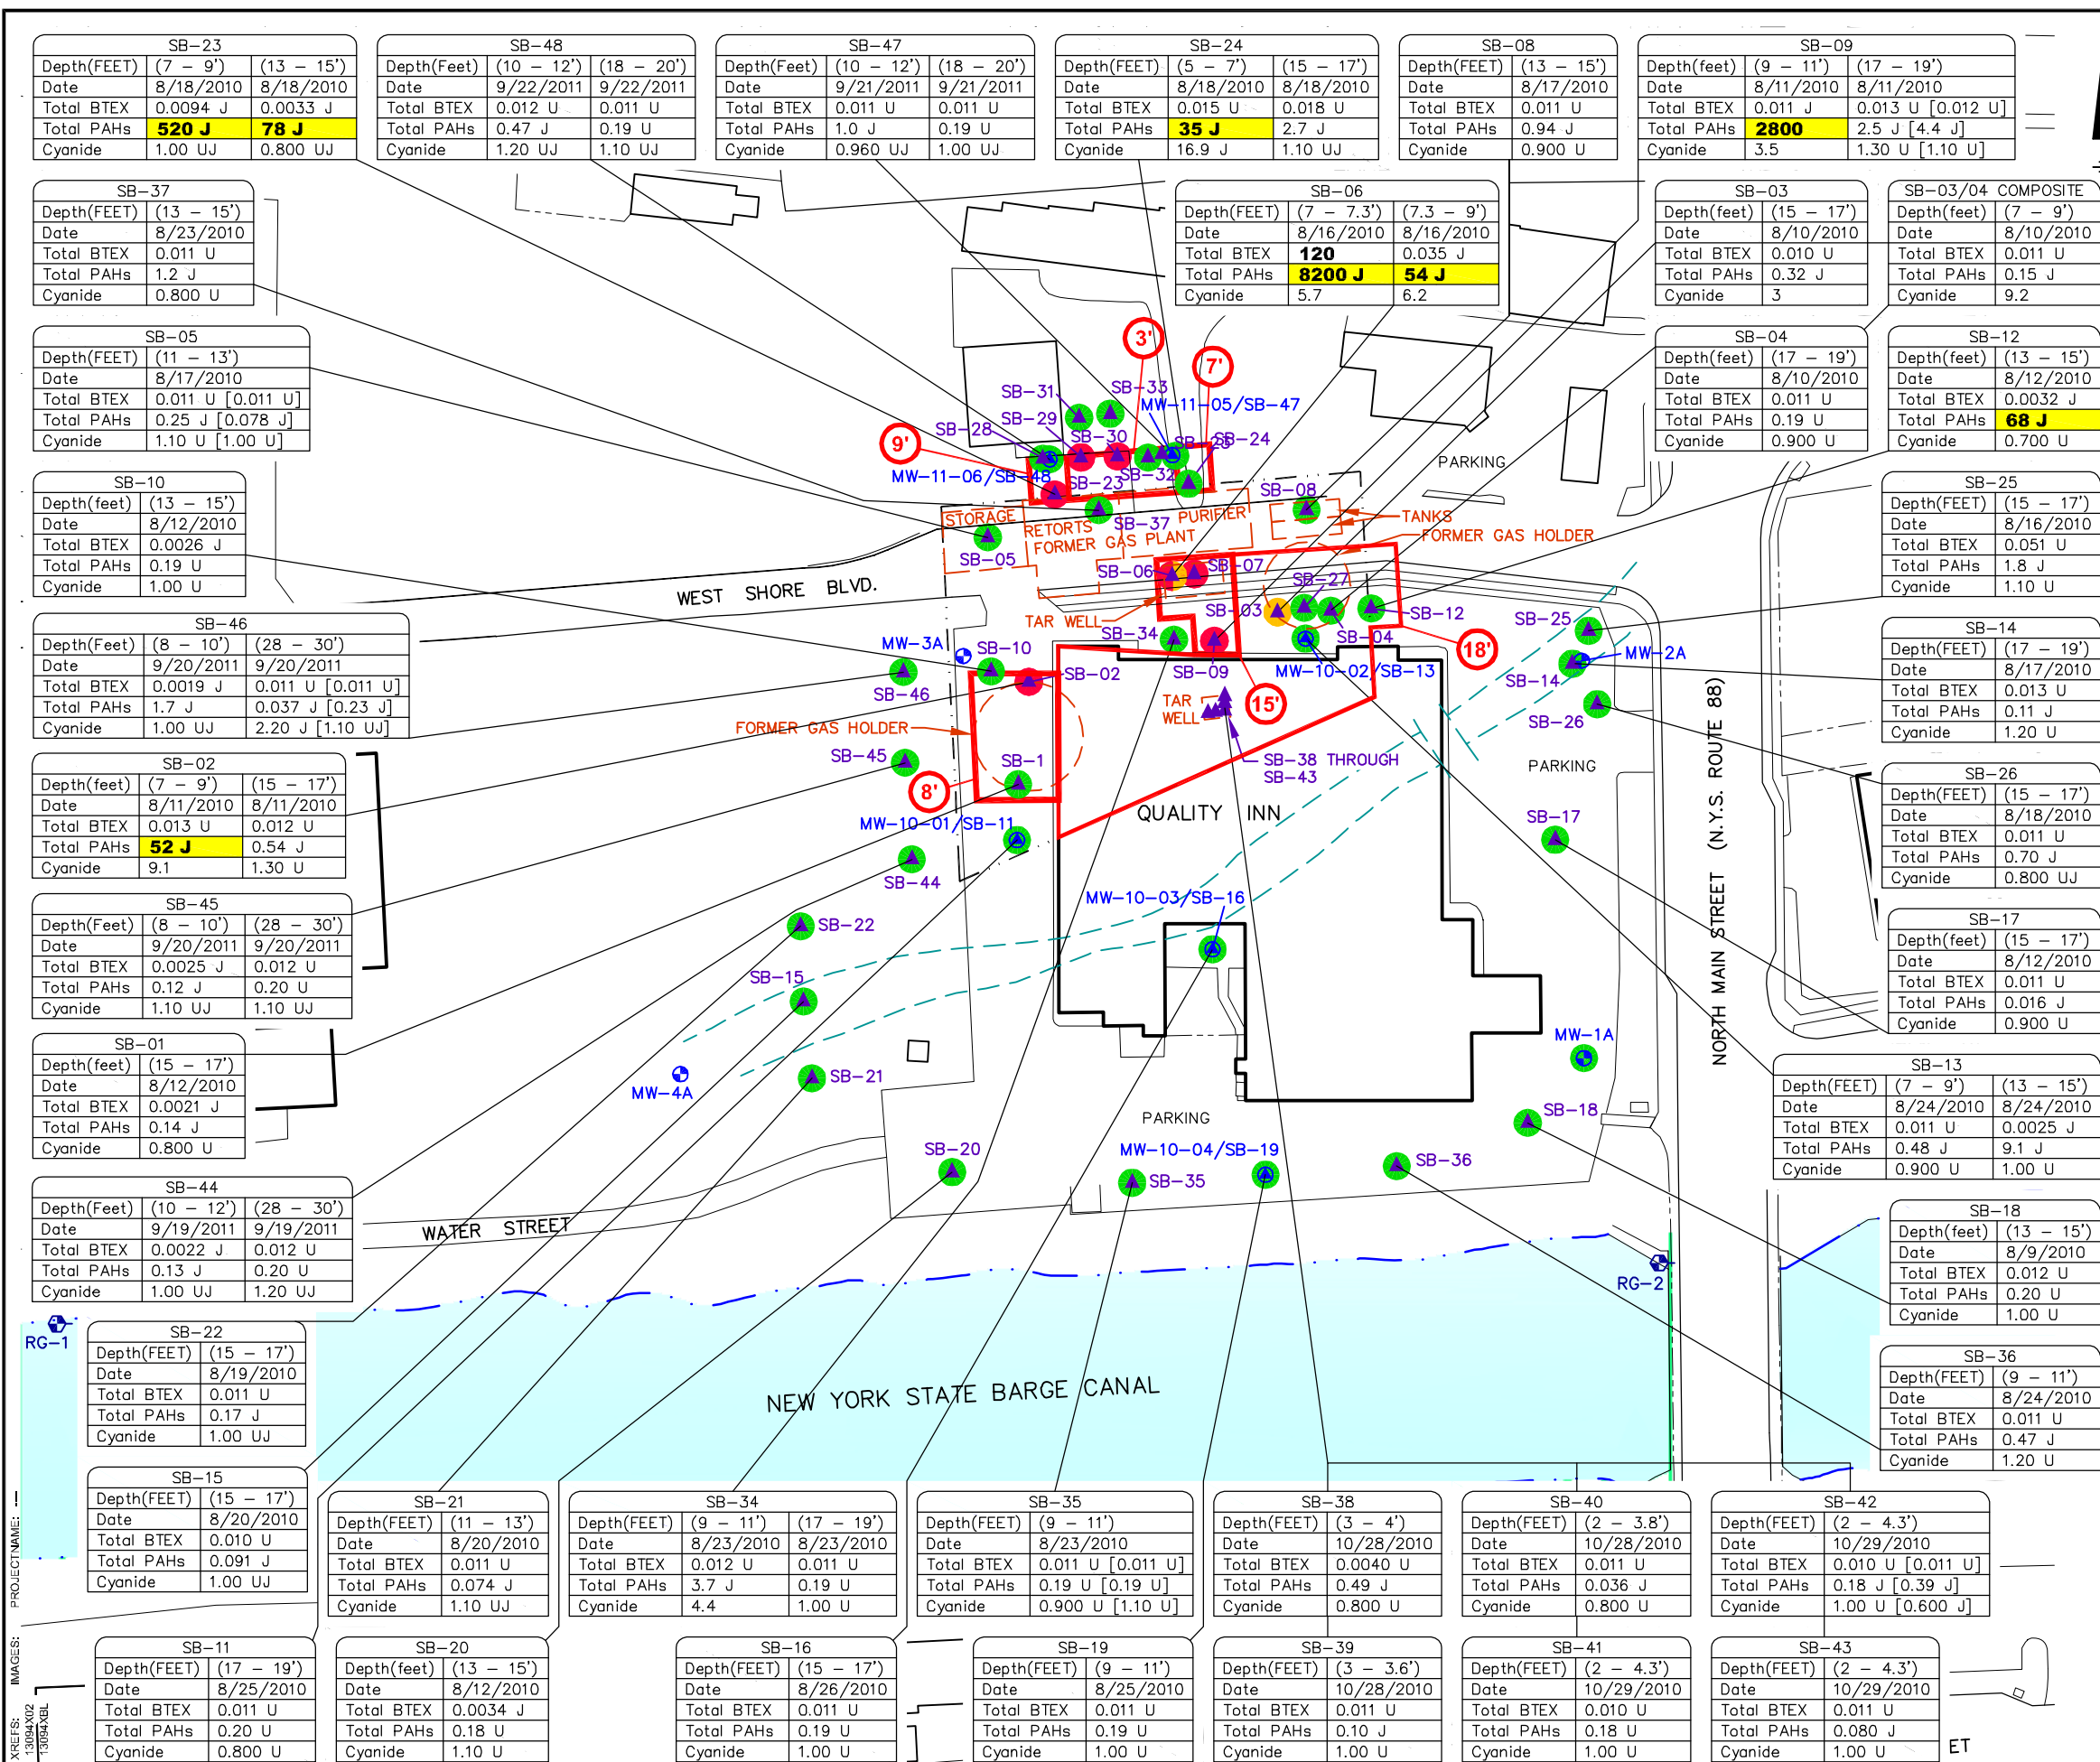 SB-23
Depth(FEET) (7 - 9') (13 - 15')
Date 8/18/2010 8/18/2010
Total BTEX 0.0094 J 0.0033 J
Total PAHs 520 J 78 J
Cyanide 1.00 UJ 0.800 UJ
SB-48
Depth(Feet) (10 - 12') (18 - 20')
Date 9/22/2011 9/22/2011
Total BTEX 0.012 U 0.011 U
Total PAHs 0.47 J 0.19 U
Cyanide 1.20 UJ 1.10 UJ
SB-47
Depth(Feet) (10 - 12') (18 - 20')
Date 9/21/2011 9/21/2011
Total BTEX 0.011 U 0.011 U
Total PAHs 1.0 J 0.19 U
Cyanide 0.960 UJ 1.00 UJ
SB-24
Depth(FEET) (5 - 7') (15 - 17')
Date 8/18/2010 8/18/2010
Total BTEX 0.015 U 0.018 U
Total PAHs 35 J 2.7 J
Cyanide 16.9 J 1.10 UJ
SB-08
Depth(FEET) (13 - 15')
Date 8/17/2010
Total BTEX 0.011 U
Total PAHs 0.94 J
Cyanide 0.900 U
SB-09
Depth(feet) (9 - 11') (17 - 19')
Date 8/11/2010 8/11/2010
Total BTEX 0.011 J 0.013 U [0.012 U]
Total PAHs 2800 2.5 J [4.4 J]
Cyanide 3.5 1.30 U [1.10 U]
SB-37
Depth(FEET) (13 - 15')
Date 8/23/2010
Total BTEX 0.011 U
Total PAHs 1.2 J
Cyanide 0.800 U
SB-06
Depth(FEET) (7 - 7.3') (7.3 - 9')
Date 8/16/2010 8/16/2010
Total BTEX 120 0.035 J
Total PAHs 8200 J 54 J
Cyanide 5.7 6.2
SB-03
Depth(feet) (15 - 17')
Date 8/10/2010
Total BTEX 0.010 U
Total PAHs 0.32 J
Cyanide 3
SB-03/04 COMPOSITE
Depth(feet) (7 - 9')
Date 8/10/2010
Total BTEX 0.011 U
Total PAHs 0.15 J
Cyanide 9.2
SB-05
Depth(FEET) (11 - 13')
Date 8/17/2010
Total BTEX 0.011 U [0.011 U]
Total PAHs 0.25 J [0.078 J]
Cyanide 1.10 U [1.00 U]
SB-04
Depth(feet) (17 - 19')
Date 8/10/2010
Total BTEX 0.011 U
Total PAHs 0.19 U
Cyanide 0.900 U
SB-12
Depth(feet) (13 - 15')
Date 8/12/2010
Total BTEX 0.0032 J
Total PAHs 68 J
Cyanide 0.700 U
SB-10
Depth(feet) (13 - 15')
Date 8/12/2010
Total BTEX 0.0026 J
Total PAHs 0.19 U
Cyanide 1.00 U
SB-25
Depth(FEET) (15 - 17')
Date 8/16/2010
Total BTEX 0.051 U
Total PAHs 1.8 J
Cyanide 1.10 U
SB-46
Depth(Feet) (8 - 10') (28 - 30')
Date 9/20/2011 9/20/2011
Total BTEX 0.0019 J 0.011 U [0.011 U]
Total PAHs 1.7 J 0.037 J [0.23 J]
Cyanide 1.00 UJ 2.20 J [1.10 UJ]
SB-14
Depth(FEET) (17 - 19')
Date 8/17/2010
Total BTEX 0.013 U
Total PAHs 0.11 J
Cyanide 1.20 U
SB-02
Depth(feet) (7 - 9') (15 - 17')
Date 8/11/2010 8/11/2010
Total BTEX 0.013 U 0.012 U
Total PAHs 52 J 0.54 J
Cyanide 9.1 1.30 U
SB-26
Depth(FEET) (15 - 17')
Date 8/18/2010
Total BTEX 0.011 U
Total PAHs 0.70 J
Cyanide 0.800 UJ
SB-45
Depth(Feet) (8 - 10') (28 - 30')
Date 9/20/2011 9/20/2011
Total BTEX 0.0025 J 0.012 U
Total PAHs 0.12 J 0.20 U
Cyanide 1.10 UJ 1.10 UJ
SB-17
Depth(feet) (15 - 17')
Date 8/12/2010
Total BTEX 0.011 U
Total PAHs 0.016 J
Cyanide 0.900 U
SB-01
Depth(feet) (15 - 17')
Date 8/12/2010
Total BTEX 0.0021 J
Total PAHs 0.14 J
Cyanide 0.800 U
SB-13
Depth(FEET) (7 - 9') (13 - 15')
Date 8/24/2010 8/24/2010
Total BTEX 0.011 U 0.0025 J
Total PAHs 0.48 J 9.1 J
Cyanide 0.900 U 1.00 U
SB-44
Depth(Feet) (10 - 12') (28 - 30')
Date 9/19/2011 9/19/2011
Total BTEX 0.0022 J 0.012 U
Total PAHs 0.13 J 0.20 U
Cyanide 1.00 UJ 1.20 UJ
SB-18
Depth(feet) (13 - 15')
Date 8/9/2010
Total BTEX 0.012 U
Total PAHs 0.20 U
Cyanide 1.00 U
SB-22
Depth(FEET) (15 - 17')
Date 8/19/2010
Total BTEX 0.011 U
Total PAHs 0.17 J
Cyanide 1.00 UJ
SB-36
Depth(FEET) (9 - 11')
Date 8/24/2010
Total BTEX 0.011 U
Total PAHs 0.47 J
Cyanide 1.20 U
SB-15
Depth(FEET) (15 - 17')
Date 8/20/2010
Total BTEX 0.010 U
Total PAHs 0.091 J
Cyanide 1.00 UJ
SB-21
Depth(FEET) (11 - 13')
Date 8/20/2010
Total BTEX 0.011 U
Total PAHs 0.074 J
Cyanide 1.10 UJ
SB-34
Depth(FEET) (9 - 11') (17 - 19')
Date 8/23/2010 8/23/2010
Total BTEX 0.012 U 0.011 U
Total PAHs 3.7 J 0.19 U
Cyanide 4.4 1.00 U
SB-35
Depth(FEET) (9 - 11')
Date 8/23/2010
Total BTEX 0.011 U [0.011 U]
Total PAHs 0.19 U [0.19 U]
Cyanide 0.900 U [1.10 U]
SB-38
Depth(FEET) (3 - 4')
Date 10/28/2010
Total BTEX 0.0040 U
Total PAHs 0.49 J
Cyanide 0.800 U
SB-40
Depth(FEET) (2 - 3.8')
Date 10/28/2010
Total BTEX 0.011 U
Total PAHs 0.036 J
Cyanide 0.800 U
SB-42
Depth(FEET) (2 - 4.3')
Date 10/29/2010
Total BTEX 0.010 U [0.011 U]
Total PAHs 0.18 J [0.39 J]
Cyanide 1.00 U [0.600 J]
SB-11
Depth(FEET) (17 - 19')
Date 8/25/2010
Total BTEX 0.011 U
Total PAHs 0.20 U
Cyanide 0.800 U
SB-20
Depth(feet) (13 - 15')
Date 8/12/2010
Total BTEX 0.0034 J
Total PAHs 0.18 U
Cyanide 1.10 U
SB-16
Depth(FEET) (15 - 17')
Date 8/26/2010
Total BTEX 0.011 U
Total PAHs 0.19 U
Cyanide 1.00 U
SB-19
Depth(FEET) (9 - 11')
Date 8/25/2010
Total BTEX 0.011 U
Total PAHs 0.19 U
Cyanide 1.00 U
SB-39
Depth(FEET) (3 - 3.6')
Date 10/28/2010
Total BTEX 0.011 U
Total PAHs 0.10 J
Cyanide 1.00 U
SB-41
Depth(FEET) (2 - 4.3')
Date 10/29/2010
Total BTEX 0.010 U
Total PAHs 0.18 U
Cyanide 1.00 U
SB-43
Depth(FEET) (2 - 4.3')
Date 10/29/2010
Total BTEX 0.011 U
Total PAHs 0.080 J
Cyanide 1.00 U
3'
7'
9'
SB-31
SB-33
SB-29
MW-11-05/SB-47
SB-28
SB-30
SB-24
MW-11-06/SB-48
SB-32
SB-23
PARKING
SB-08
STORAGE
RETORTS
PURIFIER
TANKS
SB-37
FORMER GAS PLANT
FORMER GAS HOLDER
SB-05
SB-06
SB-07
WEST SHORE BLVD.
SB-27
SB-03
SB-12
TAR WELL
SB-25
SB-34
SB-04
18'
MW-3A
SB-10
SB-09
MW-10-02/SB-13
MW-2A
SB-02
SB-14
SB-46
TAR
WELL
15'
SB-26
FORMER GAS HOLDER
SB-45
SB-1
SB-38 THROUGH
SB-43
PARKING
8'
QUALITY INN
MW-10-01/SB-11
SB-17
SB-44
NORTH MAIN STREET (N.Y.S. ROUTE 88)
MW-10-03/SB-16
SB-22
SB-15
MW-1A
SB-21
MW-4A
PARKING
SB-18
SB-20
MW-10-04/SB-19
SB-35
SB-36
WATER STREET
RG-2
RG-1
NEW YORK STATE BARGE CANAL
PROJECTNAME: ---
IMAGES:
XREFS:
13094X02
13094XBL
ET